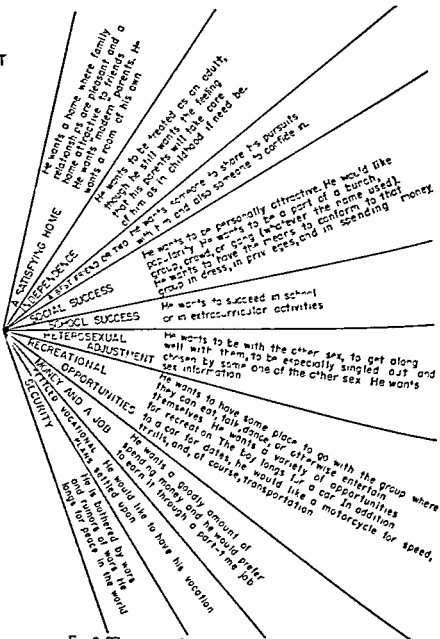 T
A SATISFYING HOME
He wants a home where family
relationships are pleasant and a
home attractive to friends
He wants "modern" parents. He
wants a room of his own
INDEPENDENCE
He wants to be treated as an adult,
though he still wants the feeling
that his parents will take care
of him as in childhood if need be.
A BEST FRIEND OR TWO
He wants someone to share his pursuits
with him and also someone to confide in.
SOCIAL SUCCESS
He wants to be personally attractive. He would like
popularity He wants to be a part of a bunch,
group, crowd, or gang (whatever the name used).
He wants to have the means to conform to that
group in dress, in privileges, and in spending money.
SCHOOL SUCCESS
He wants to succeed in school
or in extracurricular activities
HETEROSEXUAL
ADJUSTMENT
He wants to be with the other sex, to get along
well with them, to be especially singled out and
chosen by some one of the other sex He wants
sex information
RECREATIONAL
OPPORTUNITIES
He wants to have some place to go with the group where
they can eat, talk, dance, or otherwise entertain
themselves He wants a variety of opportunities
for recreation The boy longs for a car In addition
to a car for dates, he would like a motorcycle for speed,
thrills, and, of course, transportation
MONEY AND A JOB
He wants a goodly amount of
spending money and he would prefer
to earn it through a part-time job
VOCATIONAL
PLANS SETTLED UPON
He would like to have his vocation
SECURITY
He is bothered by wars
and rumors of wars He
longs for peace in the world